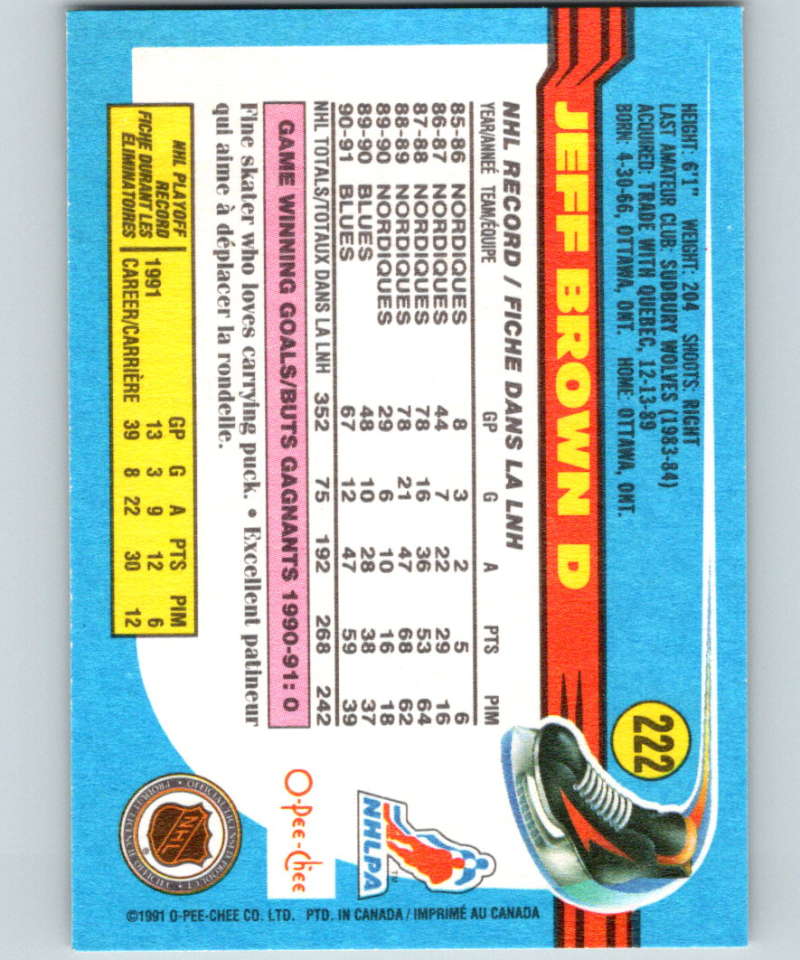 222
HEIGHT: 6'1" WEIGHT: 204 SHOOTS: RIGHT
LAST AMATEUR CLUB: SUDBURY WOLVES (1983-84)
ACQUIRED: TRADE WITH QUEBEC, 12-13-89
BORN: 4-30-66, OTTAWA, ONT. HOME: OTTAWA, ONT.
JEFF BROWN D
NHL RECORD / FICHE DANS LA LNH
YEAR/ANNÉE TEAM/ÉQUIPE GP G A PTS PIM
85-86 NORDIQUES 8 3 2 5 6
86-87 NORDIQUES 44 7 22 29 16
87-88 NORDIQUES 78 16 36 53 64
88-89 NORDIQUES 78 21 47 68 62
89-90 NORDIQUES 29 6 10 16 18
89-90 BLUES 48 10 28 38 37
90-91 BLUES 67 12 47 59 39
NHL TOTALS/TOTAUX DANS LA LNH 352 75 192 268 242
GAME WINNING GOALS/BUTS GAGNANTS 1990-91: 0
Fine skater who loves carrying puck. • Excellent patineur
qui aime à déplacer la rondelle.
NHL PLAYOFF
RECORD
FICHE DURANT LES
ÉLIMINATOIRES
GP G A PTS PIM
1991 13 3 9 12 6
CAREER/CARRIÈRE 39 8 22 30 12
NHLPA
TM
O-Pee-Chee
NHL
®
©1991 O-PEE-CHEE CO. LTD. PTD. IN CANADA / IMPRIMÉ AU CANADA